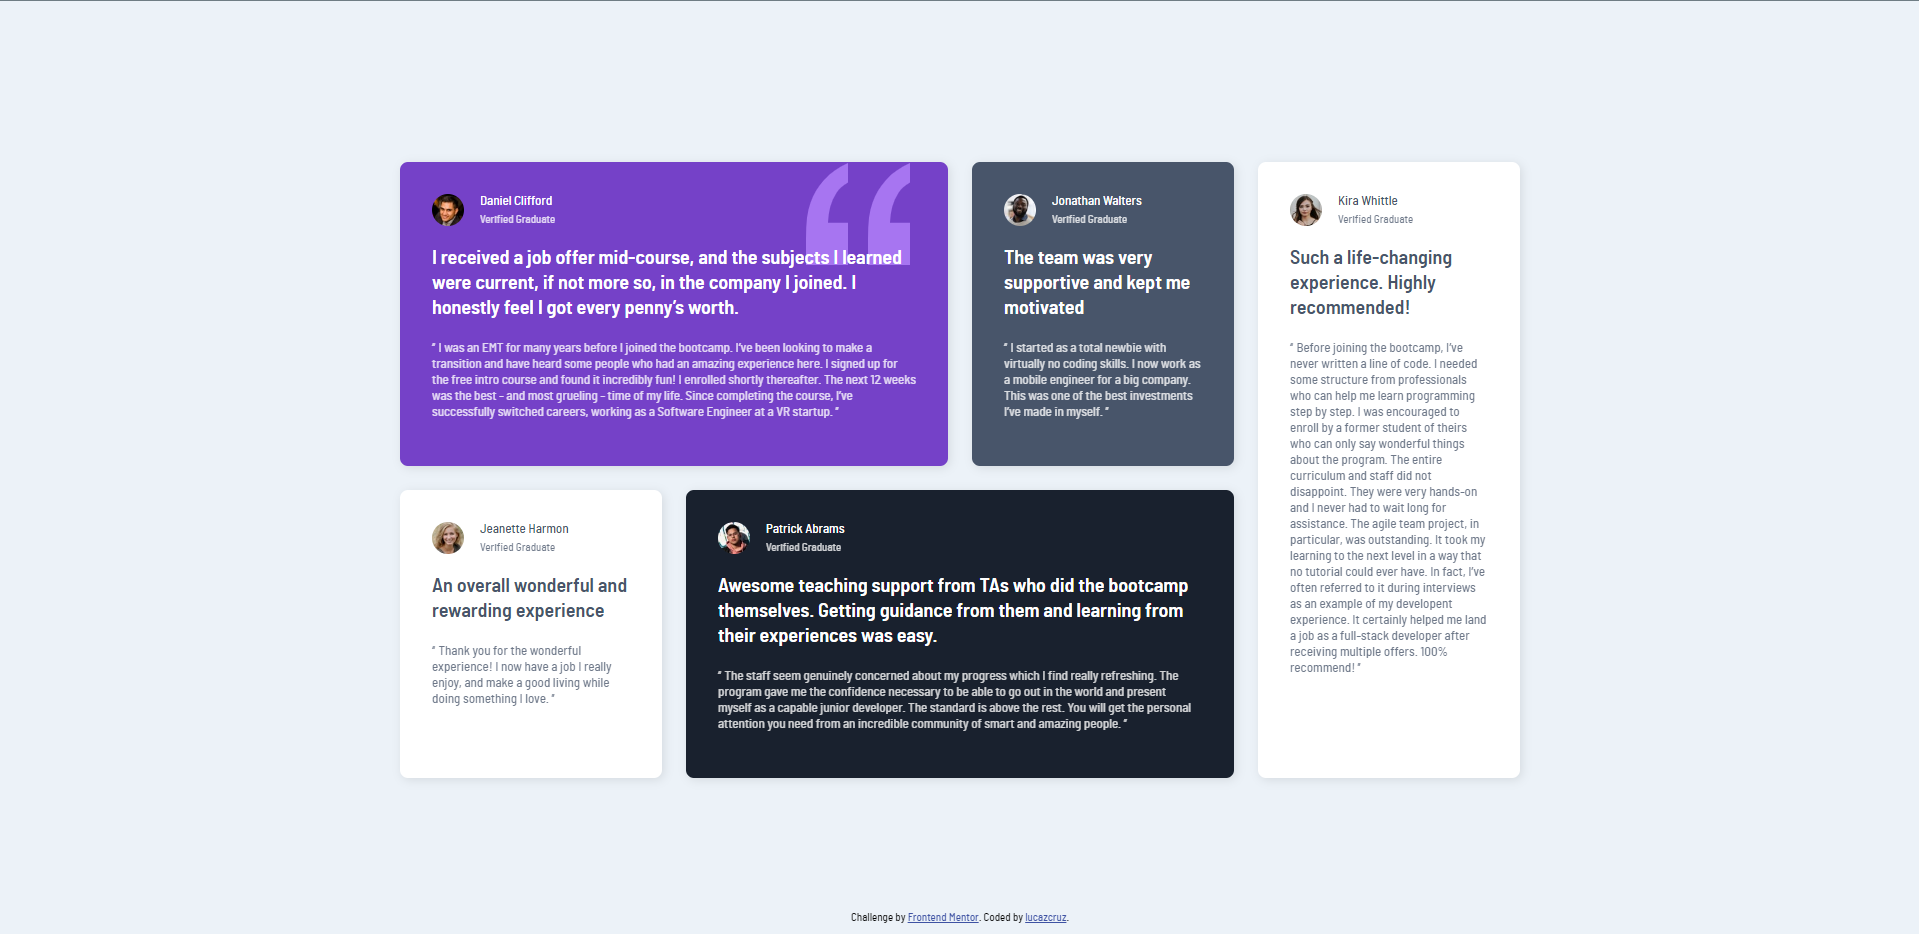 Daniel Clifford
Verified Graduate
I received a job offer mid-course, and the subjects I learned
were current, if not more so, in the company I joined. I
honestly feel I got every penny’s worth.
“ I was an EMT for many years before I joined the bootcamp. I’ve been looking to make a
transition and have heard some people who had an amazing experience here. I signed up for
the free intro course and found it incredibly fun! I enrolled shortly thereafter. The next 12 weeks
was the best - and most grueling - time of my life. Since completing the course, I’ve
successfully switched careers, working as a Software Engineer at a VR startup. ”
Jonathan Walters
Verified Graduate
The team was very
supportive and kept me
motivated
“ I started as a total newbie with
virtually no coding skills. I now work as
a mobile engineer for a big company.
This was one of the best investments
I’ve made in myself. ”
Kira Whittle
Verified Graduate
Such a life-changing
experience. Highly
recommended!
“ Before joining the bootcamp, I’ve
never written a line of code. I needed
some structure from professionals
who can help me learn programming
step by step. I was encouraged to
enroll by a former student of theirs
who can only say wonderful things
about the program. The entire
curriculum and staff did not
disappoint. They were very hands-on
and I never had to wait long for
assistance. The agile team project, in
particular, was outstanding. It took my
learning to the next level in a way that
no tutorial could ever have. In fact, I’ve
often referred to it during interviews
as an example of my developent
experience. It certainly helped me land
a job as a full-stack developer after
receiving multiple offers. 100%
recommend! ”
Jeanette Harmon
Verified Graduate
An overall wonderful and
rewarding experience
“ Thank you for the wonderful
experience! I now have a job I really
enjoy, and make a good living while
doing something I love. ”
Patrick Abrams
Verified Graduate
Awesome teaching support from TAs who did the bootcamp
themselves. Getting guidance from them and learning from
their experiences was easy.
“ The staff seem genuinely concerned about my progress which I find really refreshing. The
program gave me the confidence necessary to be able to go out in the world and present
myself as a capable junior developer. The standard is above the rest. You will get the personal
attention you need from an incredible community of smart and amazing people. ”
Challenge by Frontend Mentor. Coded by lucazcruz.